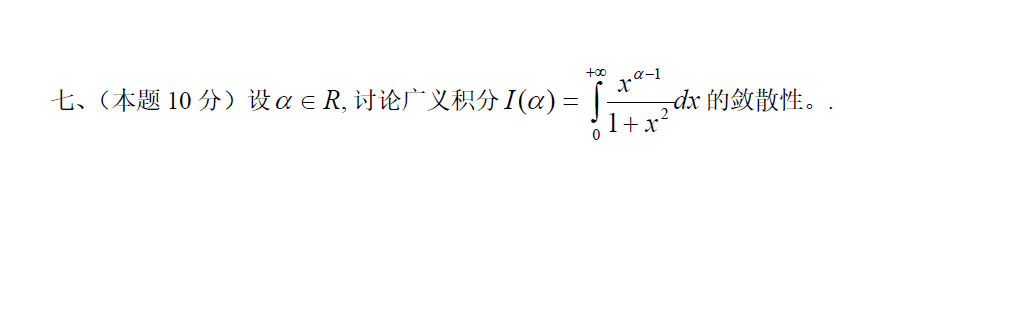 七、（本题 10 分）设 α ∈ R, 讨论广义积分 I(α) = ∫₀^{+∞} x^{α−1}/(1 + x²) dx 的敛散性。.